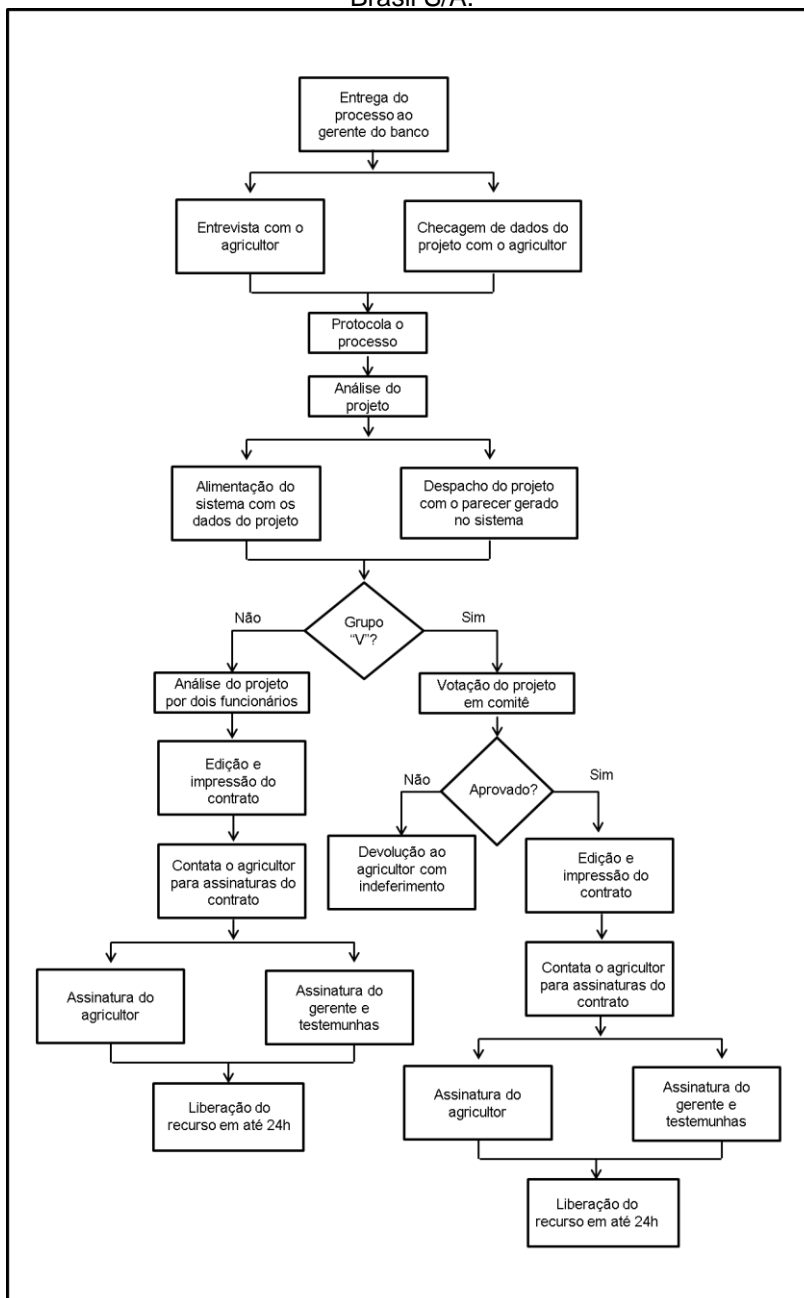 Brasil S/A.
Entrega do
processo ao
gerente do banco
Entrevista com o
agricultor
Checagem de dados do
projeto com o agricultor
Protocola o
processo
Análise do
projeto
Alimentação do
sistema com os
dados do projeto
Despacho do projeto
com o parecer gerado
no sistema
Não
Grupo
“V”?
Sim
Análise do projeto
por dois funcionários
Votação do projeto
em comitê
Edição e
impressão do
contrato
Não
Aprovado?
Sim
Contata o agricultor
para assinaturas do
contrato
Devolução ao
agricultor com
indeferimento
Edição e
impressão do
contrato
Assinatura do
agricultor
Assinatura do
gerente e
testemunhas
Contata o agricultor
para assinaturas do
contrato
Liberação do
recurso em até 24h
Assinatura do
agricultor
Assinatura do
gerente e
testemunhas
Liberação do
recurso em até 24h